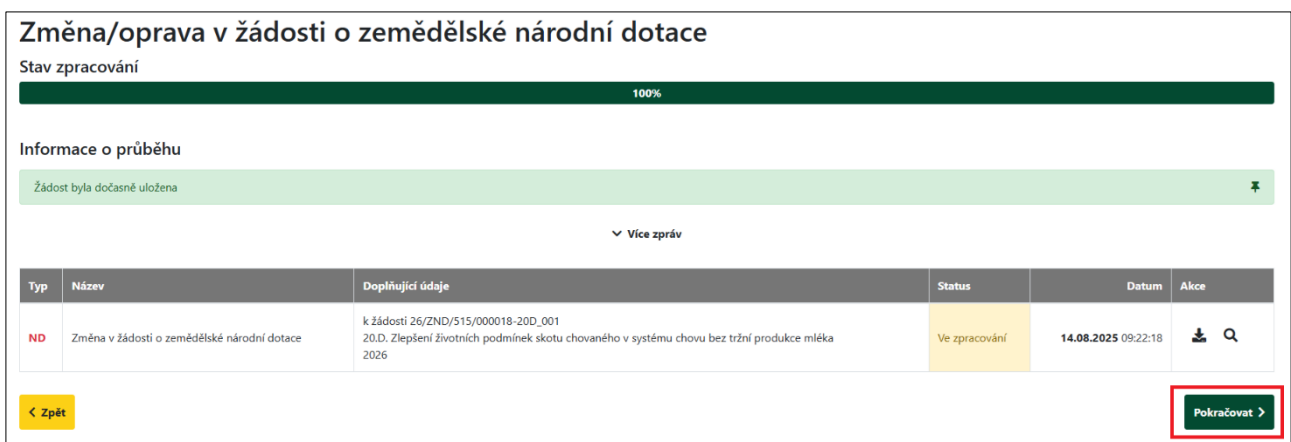 Změna/oprava v žádosti o zemědělské národní dotace
Stav zpracování
100%
Informace o průběhu
Žádost byla dočasně uložena
Více zpráv
Typ Název Doplňující údaje Status Datum Akce
k žádosti 26/ZND/515/000018-20D_001
ND Změna v žádosti o zemědělské národní dotace 20.D. Zlepšení životních podmínek skotu chovaného v systému chovu bez tržní produkce mléka Ve zpracování 14.08.2025 09:22:18
2026
Zpět Pokračovat